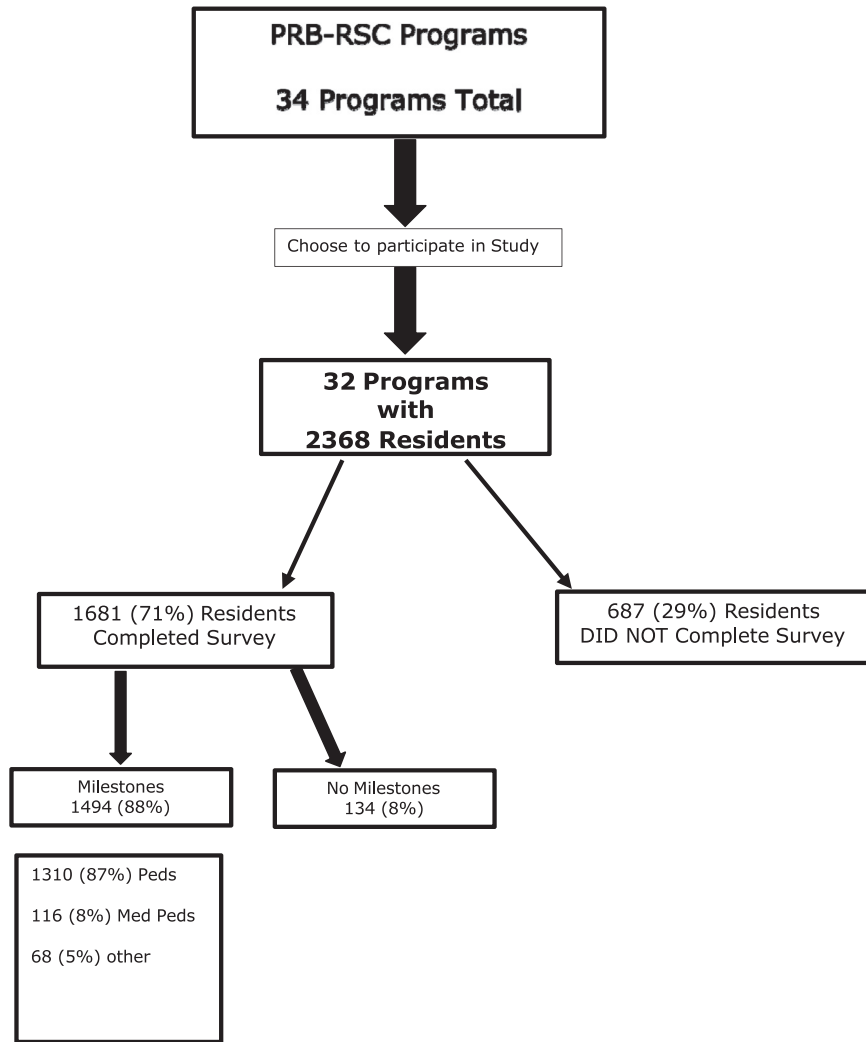 PRB-RSC Programs
34 Programs Total
Choose to participate in Study
32 Programs
with
2368 Residents
1681 (71%) Residents
Completed Survey
687 (29%) Residents
DID NOT Complete Survey
Milestones
1494 (88%)
No Milestones
134 (8%)
1310 (87%) Peds
116 (8%) Med Peds
68 (5%) other